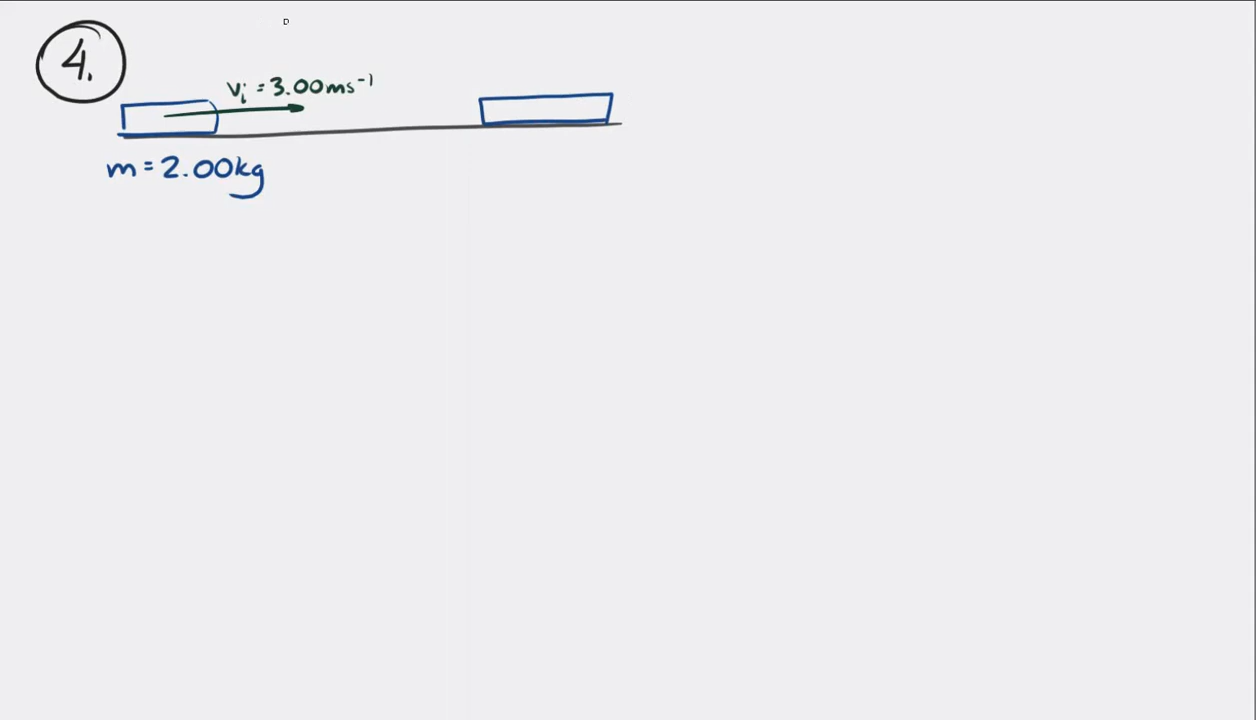 4.
vᵢ = 3.00ms⁻¹
m = 2.00kg